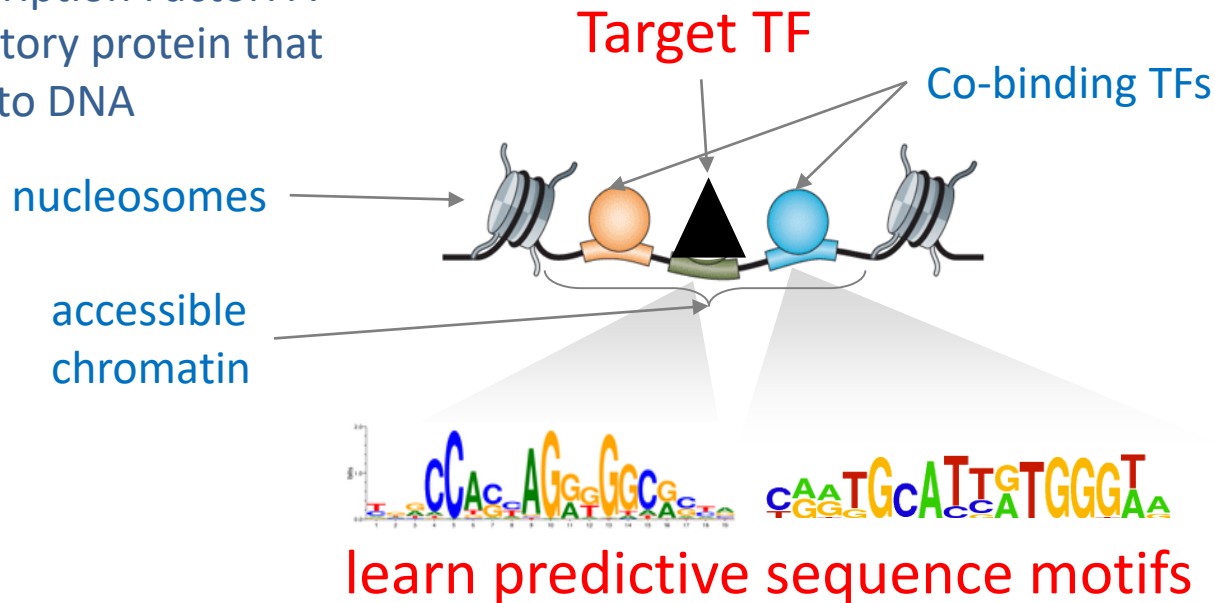 tory protein that
to DNA
Target TF
Co-binding TFs
nucleosomes
accessible
chromatin
learn predictive sequence motifs